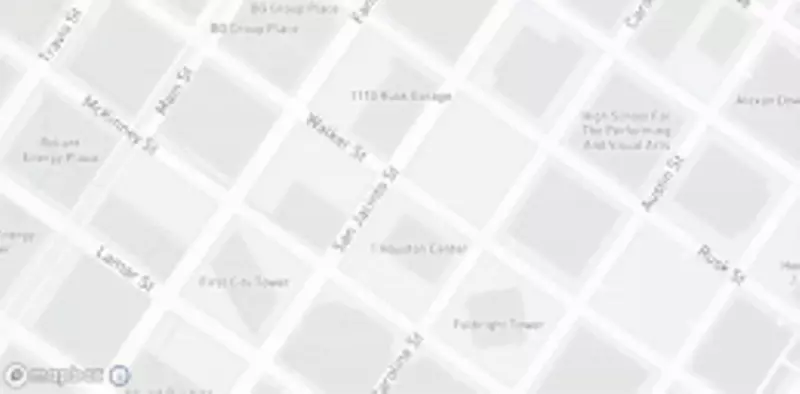 BG Group Place
BG Group Place
Travis St
Main St
McKinney St
1110 Rusk Garage
Walker St
High School For
The Performing
And Visual Arts
Reliant
Energy Plaza
Austin St
San Jacinto St
1 Houston Center
Lamar St
Rusk St
First City Tower
Fulbright Tower
Carolina St
mapbox